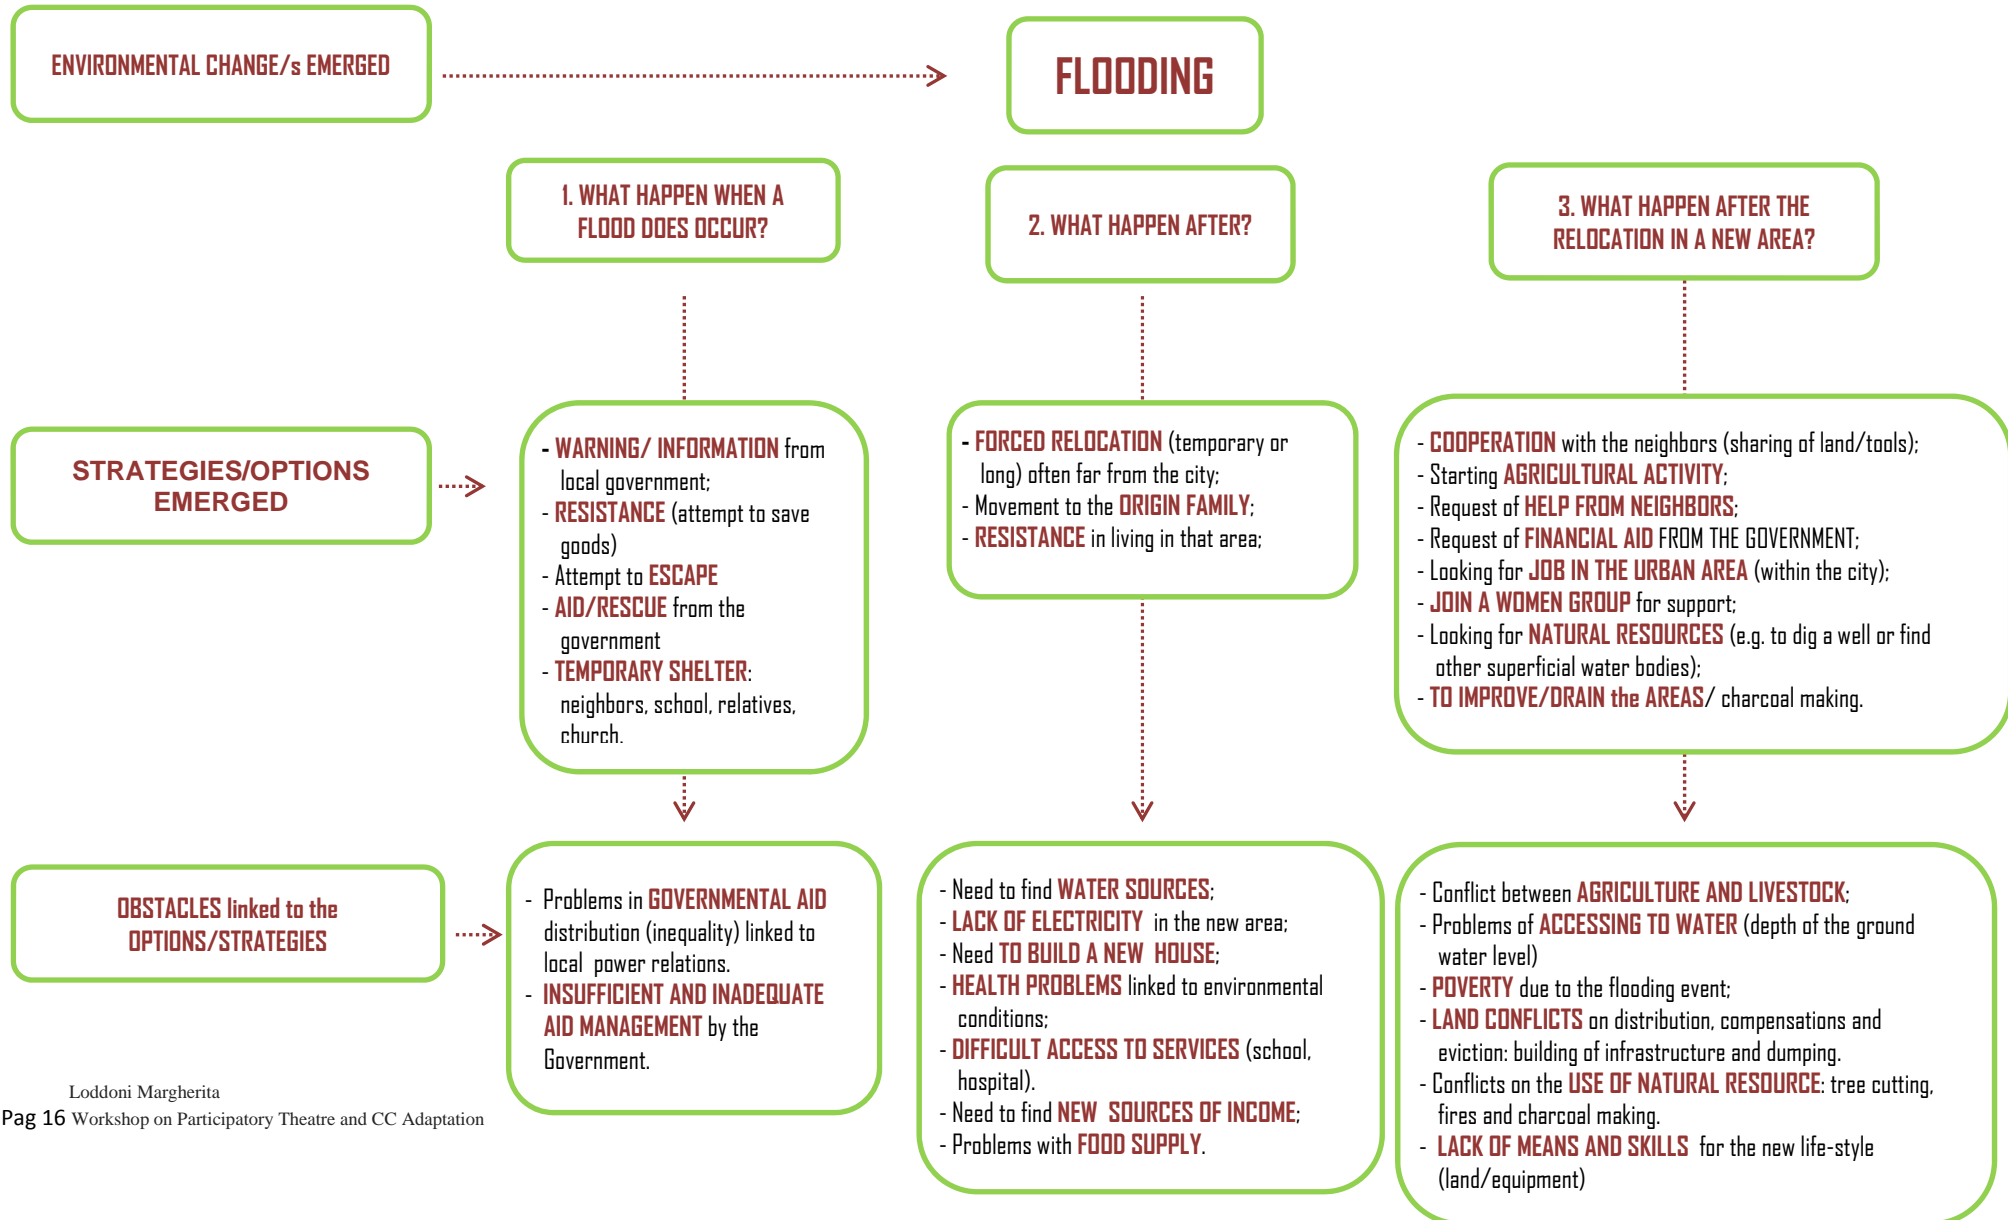 ENVIRONMENTAL CHANGE/s EMERGED
FLOODING
1. WHAT HAPPEN WHEN A
FLOOD DOES OCCUR?
2. WHAT HAPPEN AFTER?
3. WHAT HAPPEN AFTER THE
RELOCATION IN A NEW AREA?
STRATEGIES/OPTIONS
EMERGED
- WARNING/ INFORMATION from
local government;
- RESISTANCE (attempt to save
goods)
- Attempt to ESCAPE
- AID/RESCUE from the
government
- TEMPORARY SHELTER:
neighbors, school, relatives,
church.
- FORCED RELOCATION (temporary or
long) often far from the city;
- Movement to the ORIGIN FAMILY;
- RESISTANCE in living in that area;
- COOPERATION with the neighbors (sharing of land/tools);
- Starting AGRICULTURAL ACTIVITY;
- Request of HELP FROM NEIGHBORS;
- Request of FINANCIAL AID FROM THE GOVERNMENT;
- Looking for JOB IN THE URBAN AREA (within the city);
- JOIN A WOMEN GROUP for support;
- Looking for NATURAL RESOURCES (e.g. to dig a well or find
other superficial water bodies);
- TO IMPROVE/DRAIN the AREAS/ charcoal making.
OBSTACLES linked to the
OPTIONS/STRATEGIES
- Problems in GOVERNMENTAL AID
distribution (inequality) linked to
local power relations.
- INSUFFICIENT AND INADEQUATE
AID MANAGEMENT by the
Government.
- Need to find WATER SOURCES;
- LACK OF ELECTRICITY in the new area;
- Need TO BUILD A NEW HOUSE;
- HEALTH PROBLEMS linked to environmental
conditions;
- DIFFICULT ACCESS TO SERVICES (school,
hospital).
- Need to find NEW SOURCES OF INCOME;
- Problems with FOOD SUPPLY.
- Conflict between AGRICULTURE AND LIVESTOCK;
- Problems of ACCESSING TO WATER (depth of the ground
water level)
- POVERTY due to the flooding event;
- LAND CONFLICTS on distribution, compensations and
eviction: building of infrastructure and dumping.
- Conflicts on the USE OF NATURAL RESOURCE: tree cutting,
fires and charcoal making.
- LACK OF MEANS AND SKILLS for the new life-style
(land/equipment)
Loddoni Margherita
Pag 16 Workshop on Participatory Theatre and CC Adaptation